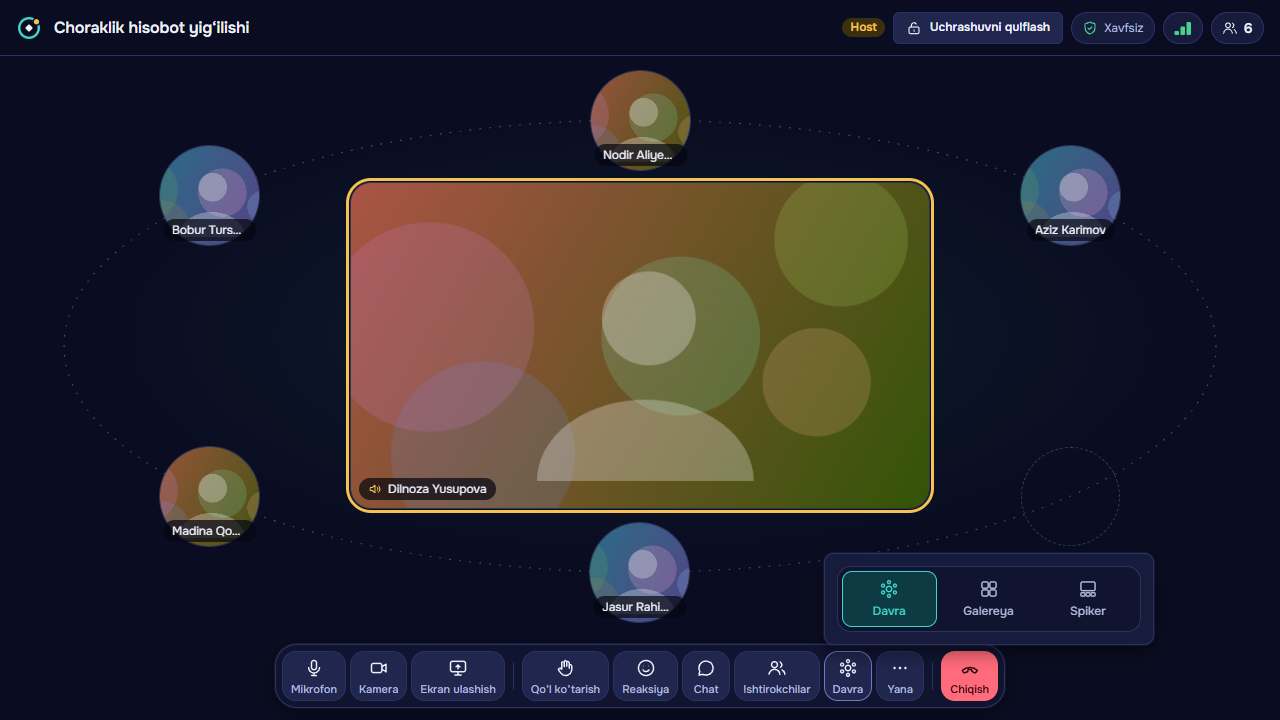 Choraklik hisobot yig‘ilishi
Host
Uchrashuvni qulflash
Xavfsiz
6
Nodir Aliye...
Bobur Turs...
Aziz Karimov
Dilnoza Yusupova
Madina Qo...
Jasur Rahi...
Davra
Galereya
Spiker
Mikrofon
Kamera
Ekran ulashish
Qo‘l ko‘tarish
Reaksiya
Chat
Ishtirokchilar
Davra
Yana
Chiqish